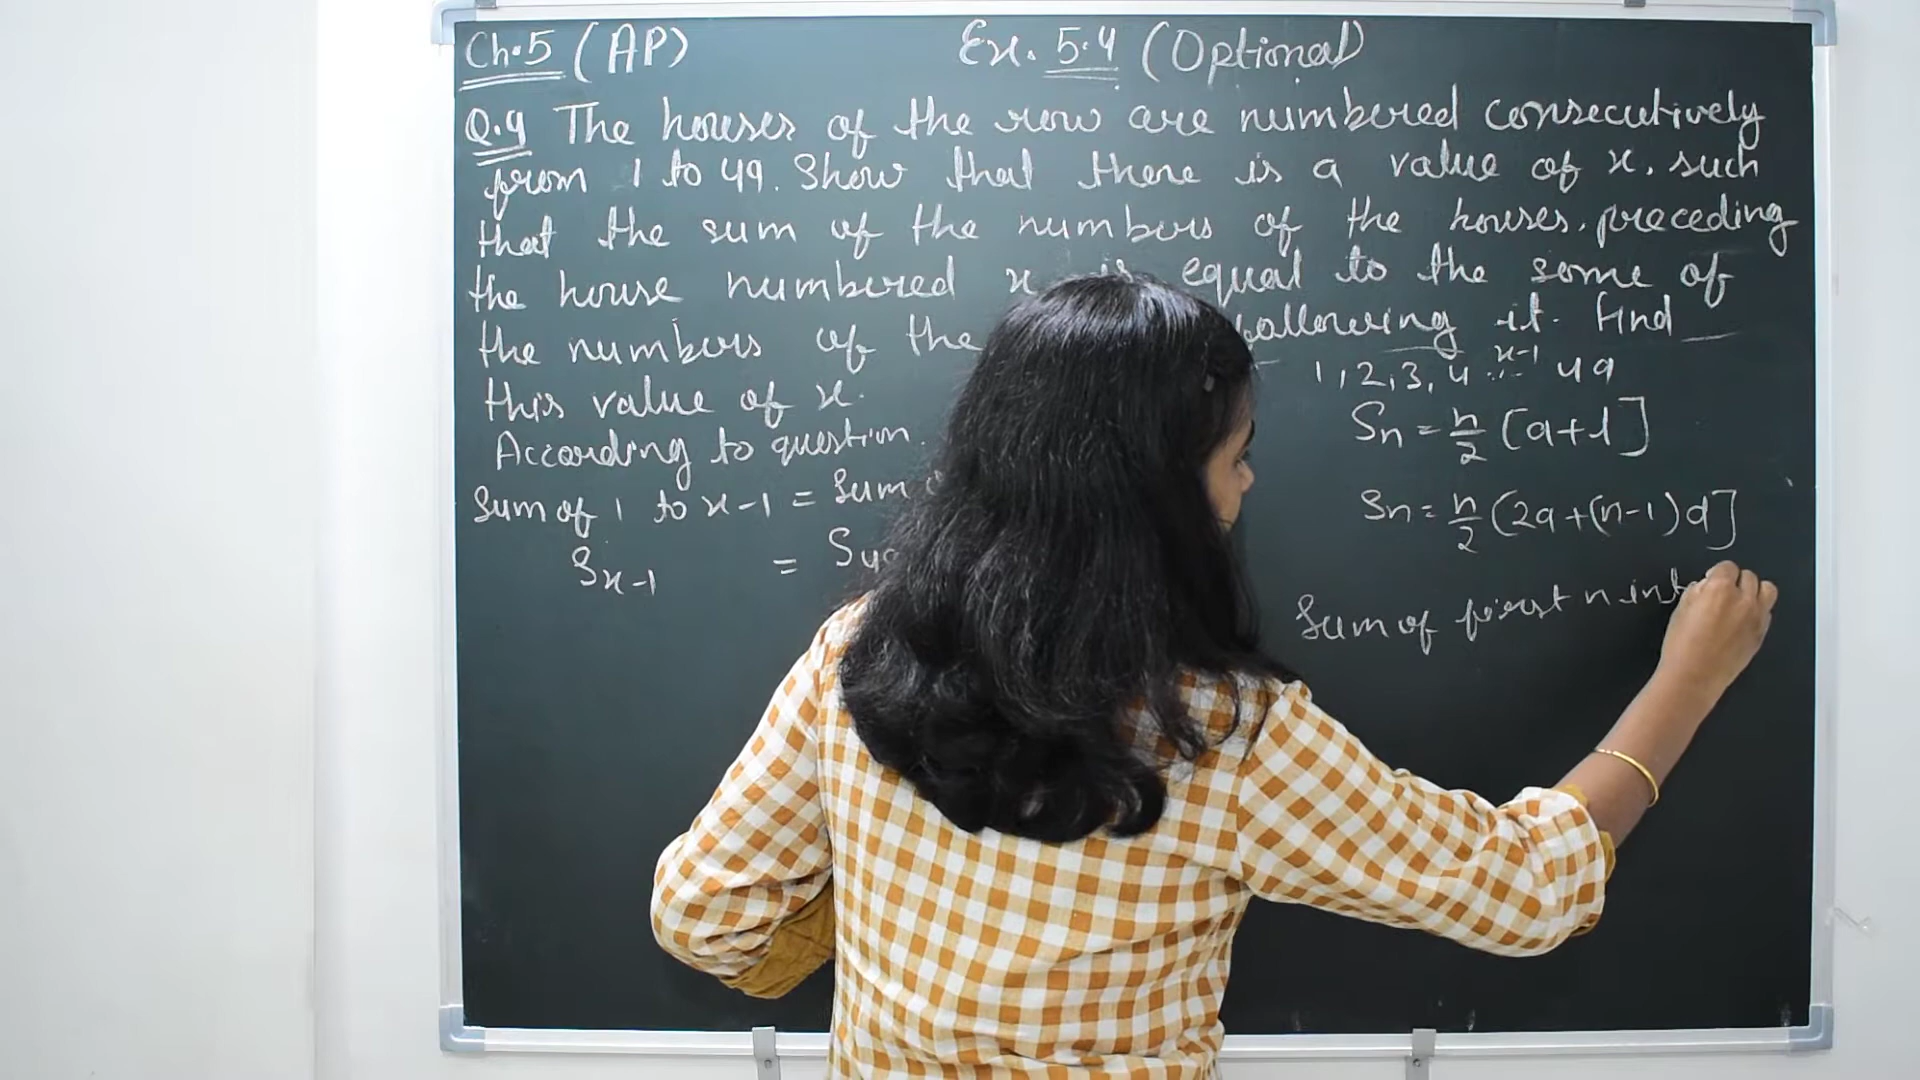 Ch.5 (AP) Ex. 5.4 (Optional)
Q.4 The houses of the row are numbered consecutively
from 1 to 49. Show that there is a value of x. such
that the sum of the numbers of the houses. preceding
the house numbered x is equal to the some of
the numbers of the following it. Find
this value of x.
According to question.
Sum of 1 to x-1 = Sum
Sx-1 = S49
1,2,3,4 ... x-1 49
Sn = n/2 [a+l]
Sn = n/2 (2a+(n-1)d]
Sum of first n int